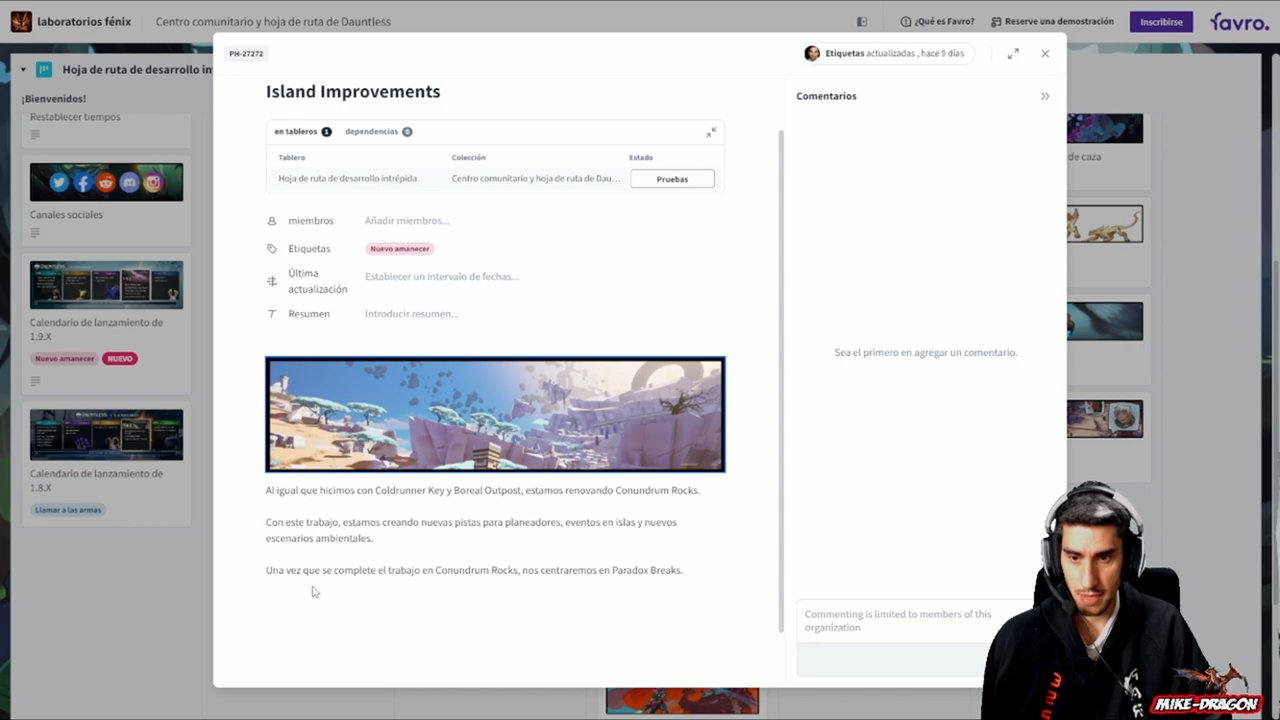 laboratorios fénix
Centro comunitario y hoja de ruta de Dauntless
¿Qué es Favro?
Reserve una demostración
Inscribirse
favro.
Hoja de ruta de desarrollo int
¡Bienvenidos!
Restablecer tiempos
Canales sociales
Calendario de lanzamiento de
1.9.X
Nuevo amanecer
NUEVO
Calendario de lanzamiento de
1.8.X
Llamar a las armas
PH-27272
Etiquetas actualizadas , hace 9 días
Island Improvements
en tableros 1
dependencias 0
Tablero
Colección
Estado
Hoja de ruta de desarrollo intrépida
Centro comunitario y hoja de ruta de Dau...
Pruebas
miembros
Añadir miembros...
Etiquetas
Nuevo amanecer
Última
actualización
Establecer un intervalo de fechas...
Resumen
Introducir resumen...
Al igual que hicimos con Coldrunner Key y Boreal Outpost, estamos renovando Conundrum Rocks.
Con este trabajo, estamos creando nuevas pistas para planeadores, eventos en islas y nuevos
escenarios ambientales.
Una vez que se complete el trabajo en Conundrum Rocks, nos centraremos en Paradox Breaks.
Comentarios
Sea el primero en agregar un comentario.
Commenting is limited to members of this
organization
de caza
MIKE-DRAGON